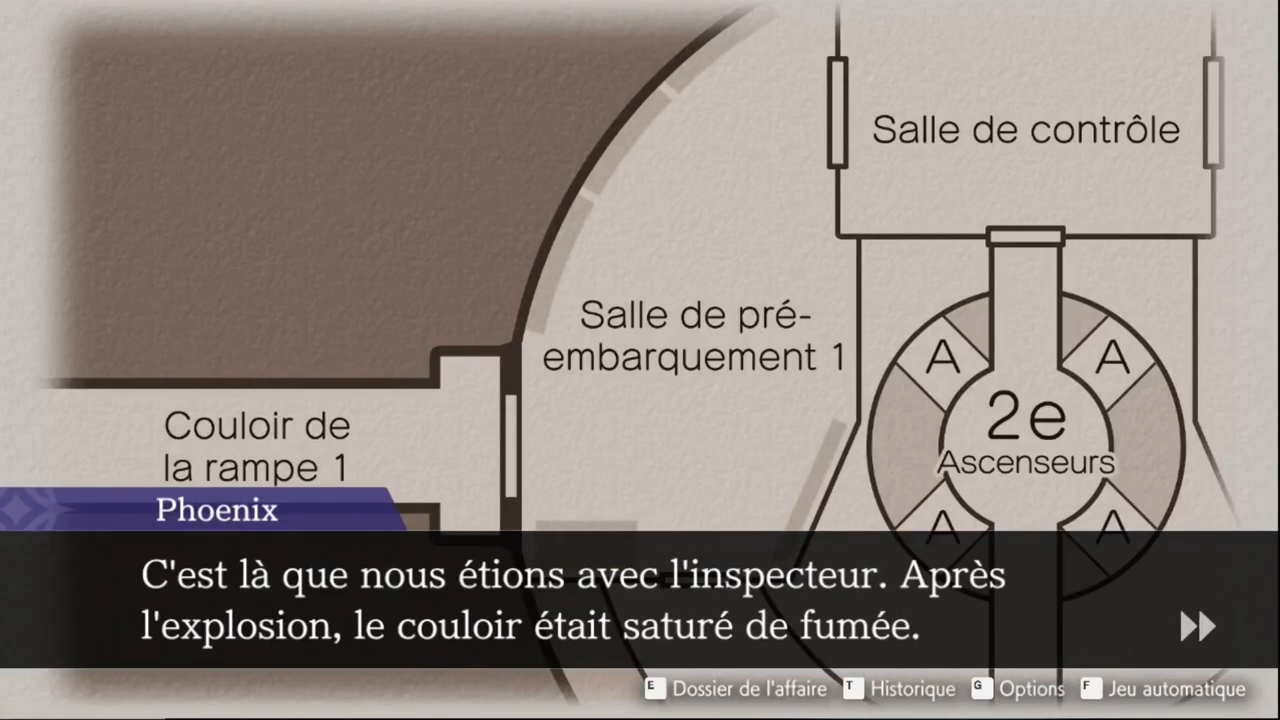 Salle de contrôle
Salle de pré-
embarquement 1
A
A
2e
Ascenseurs
Couloir de
la rampe 1
A
A
Phoenix
C'est là que nous étions avec l'inspecteur. Après
l'explosion, le couloir était saturé de fumée.
E Dossier de l'affaire T Historique G Options F Jeu automatique